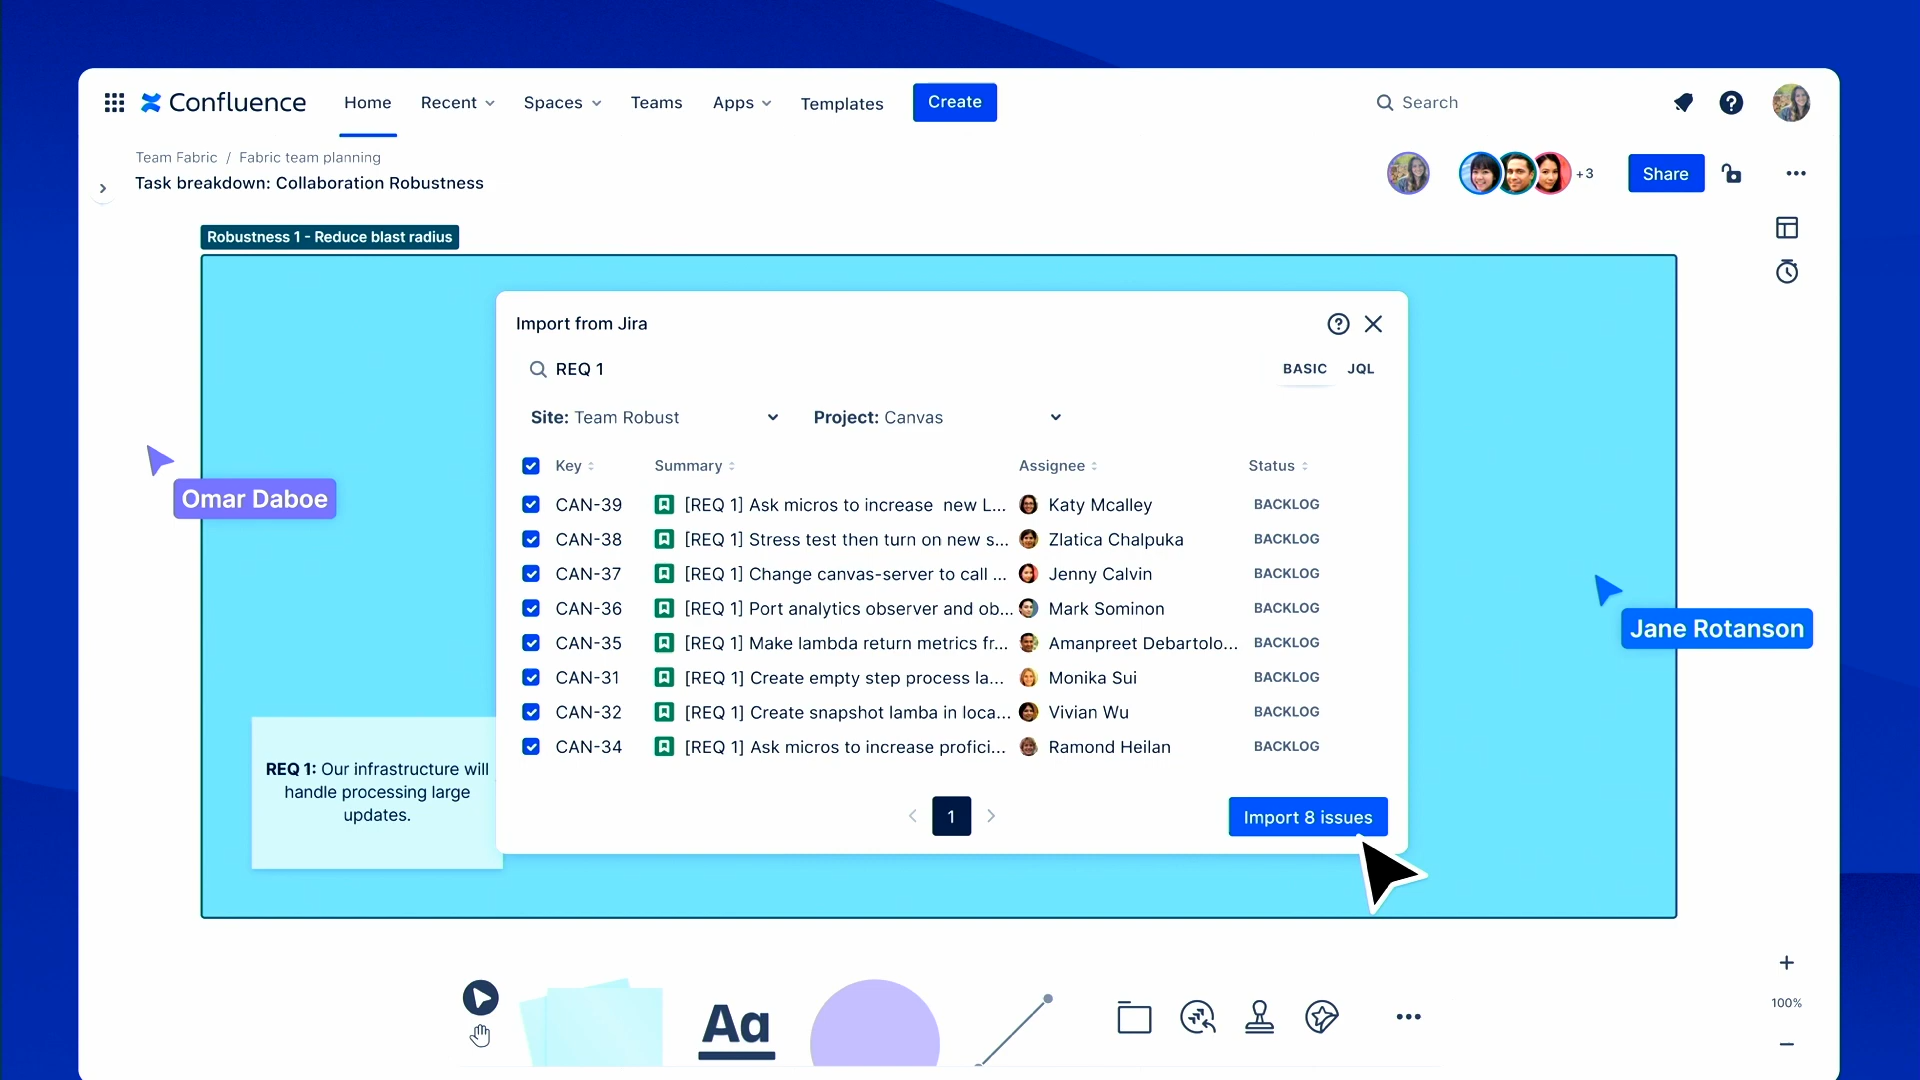 Confluence Home Recent Spaces Teams Apps Templates Create Search
Team Fabric / Fabric team planning
Task breakdown: Collaboration Robustness
+3 Share
Robustness 1 - Reduce blast radius
Import from Jira
REQ 1 BASIC JQL
Site: Team Robust Project: Canvas
Key Summary Assignee Status
CAN-39 [REQ 1] Ask micros to increase new L... Katy Mcalley BACKLOG
CAN-38 [REQ 1] Stress test then turn on new s... Zlatica Chalpuka BACKLOG
CAN-37 [REQ 1] Change canvas-server to call ... Jenny Calvin BACKLOG
CAN-36 [REQ 1] Port analytics observer and ob... Mark Sominon BACKLOG
CAN-35 [REQ 1] Make lambda return metrics fr... Amanpreet Debartolo... BACKLOG
CAN-31 [REQ 1] Create empty step process la... Monika Sui BACKLOG
CAN-32 [REQ 1] Create snapshot lamba in loca... Vivian Wu BACKLOG
CAN-34 [REQ 1] Ask micros to increase profici... Ramond Heilan BACKLOG
1 Import 8 issues
Omar Daboe
Jane Rotanson
REQ 1: Our infrastructure will
handle processing large
updates.
Aa
100%